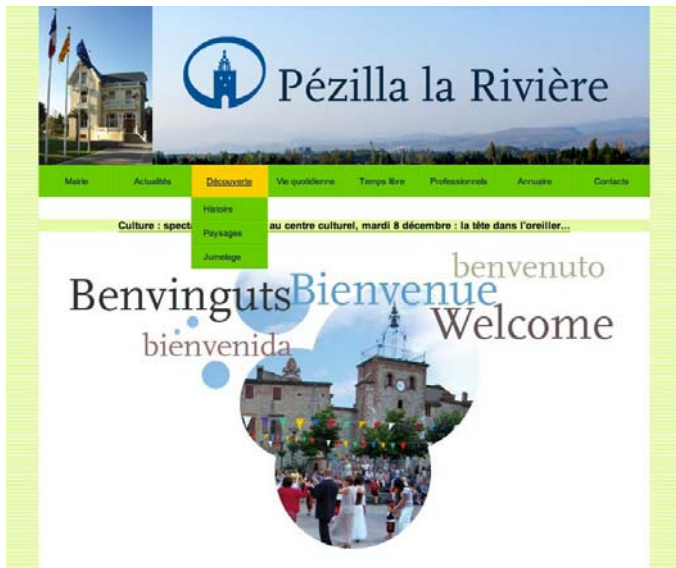 Pézilla la Rivière
Mairie Actualités Découverte Vie quotidienne Temps libre Professionnels Annuaire Contacts
Histoire
Paysages
Jumelage
Culture : specta au centre culturel, mardi 8 décembre : la tête dans l'oreiller...
benvenuto
Benvinguts Bienvenue
Welcome
bienvenida